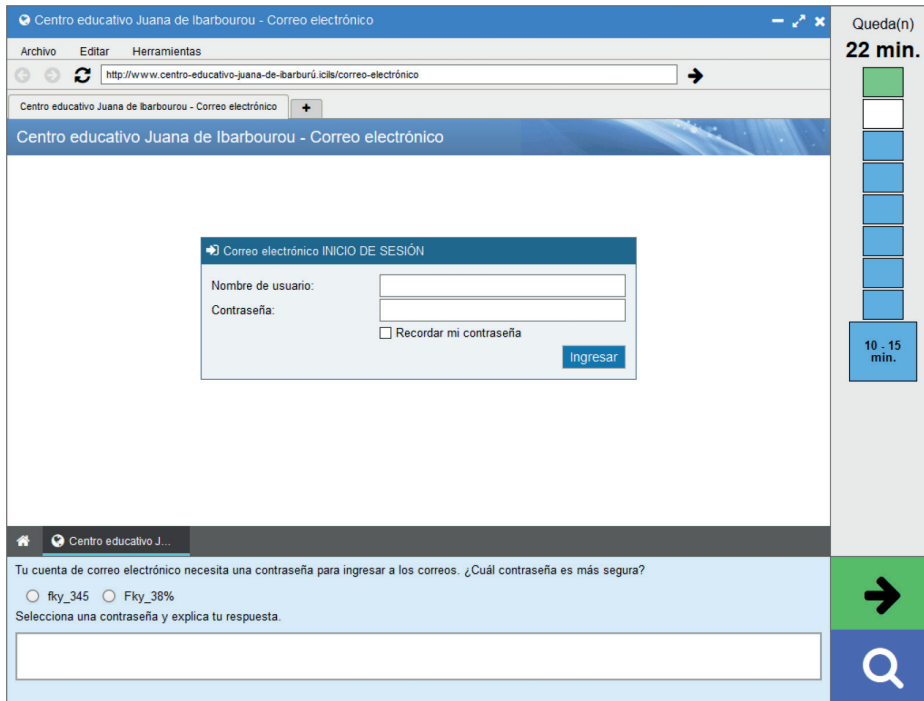 Centro educativo Juana de Ibarbourou - Correo electrónico
Archivo Editar Herramientas
http://www.centro-educativo-juana-de-ibarburú.icils/correo-electrónico
Centro educativo Juana de Ibarbourou - Correo electrónico +
Centro educativo Juana de Ibarbourou - Correo electrónico
Correo electrónico INICIO DE SESIÓN
Nombre de usuario:
Contraseña:
Recordar mi contraseña
Ingresar
Centro educativo J...
Tu cuenta de correo electrónico necesita una contraseña para ingresar a los correos. ¿Cuál contraseña es más segura?
fky_345 Fky_38%
Selecciona una contraseña y explica tu respuesta.
Queda(n)
22 min.
10 - 15
min.